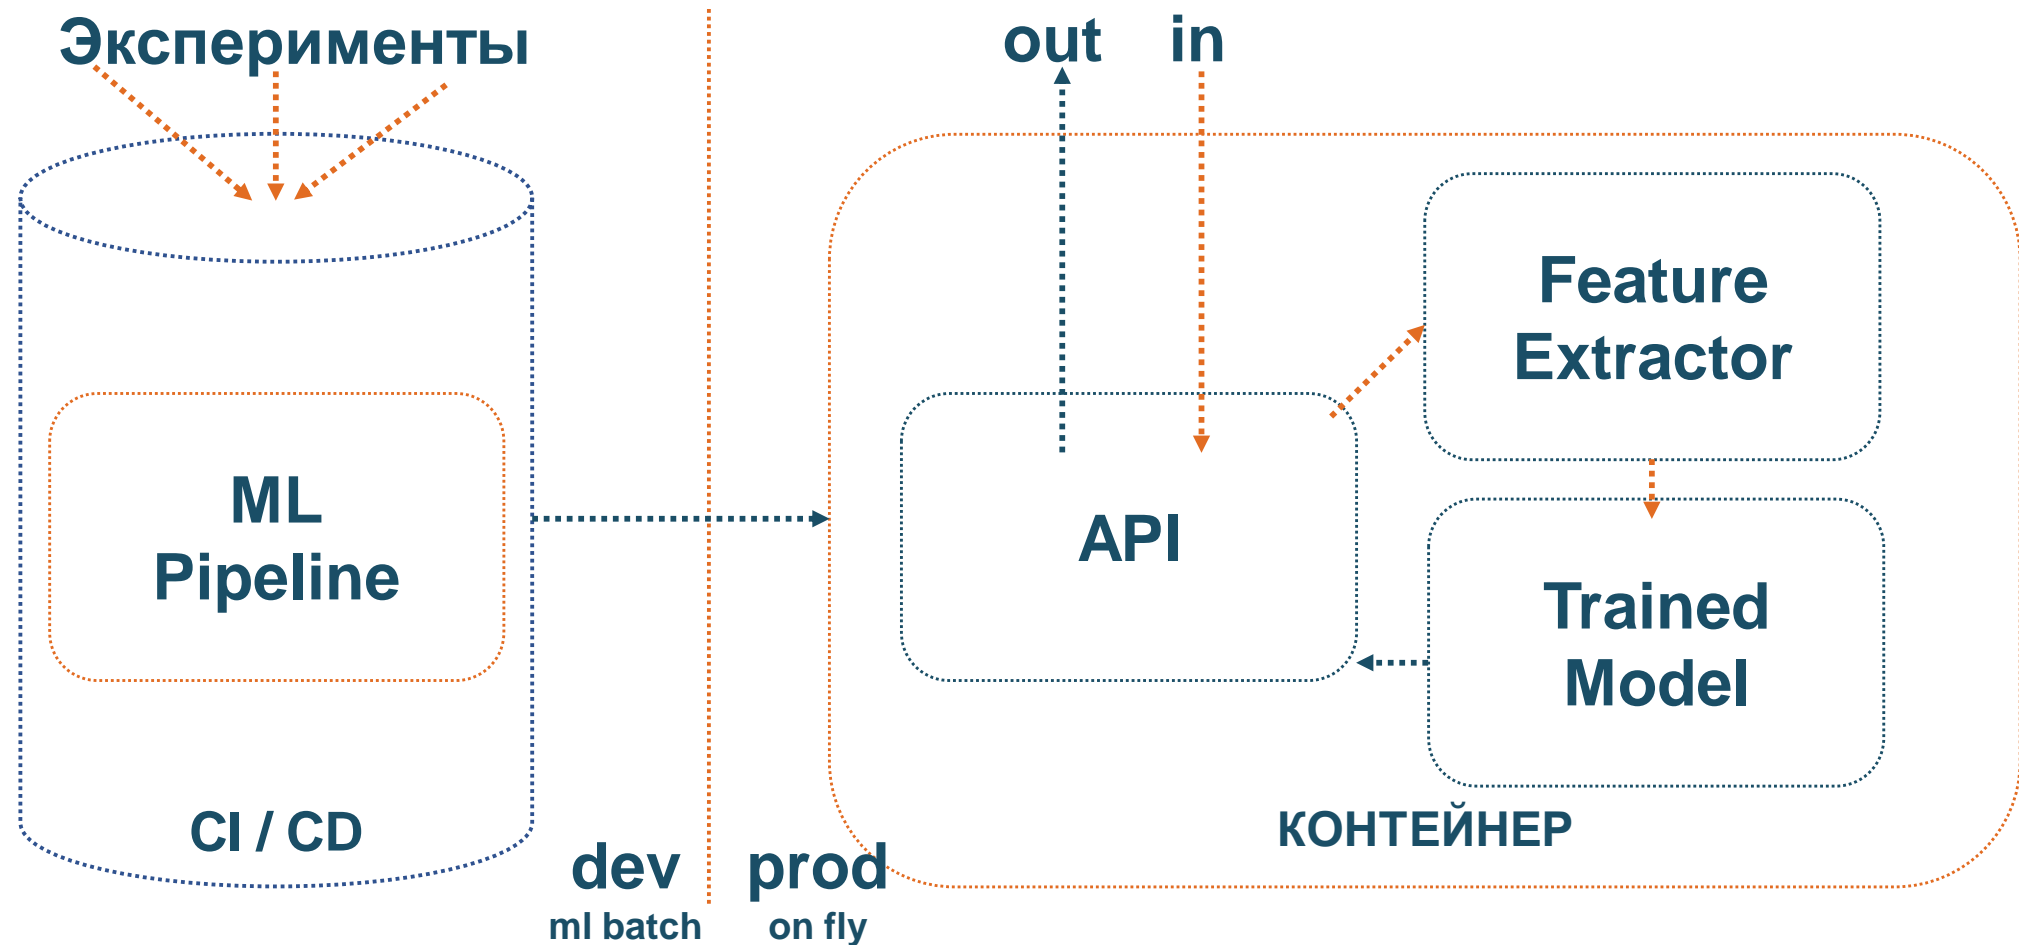 Эксперименты
out in
Feature
Extractor
ML
Pipeline
API
Trained
Model
CI / CD
КОНТЕЙНЕР
dev prod
ml batch on fly